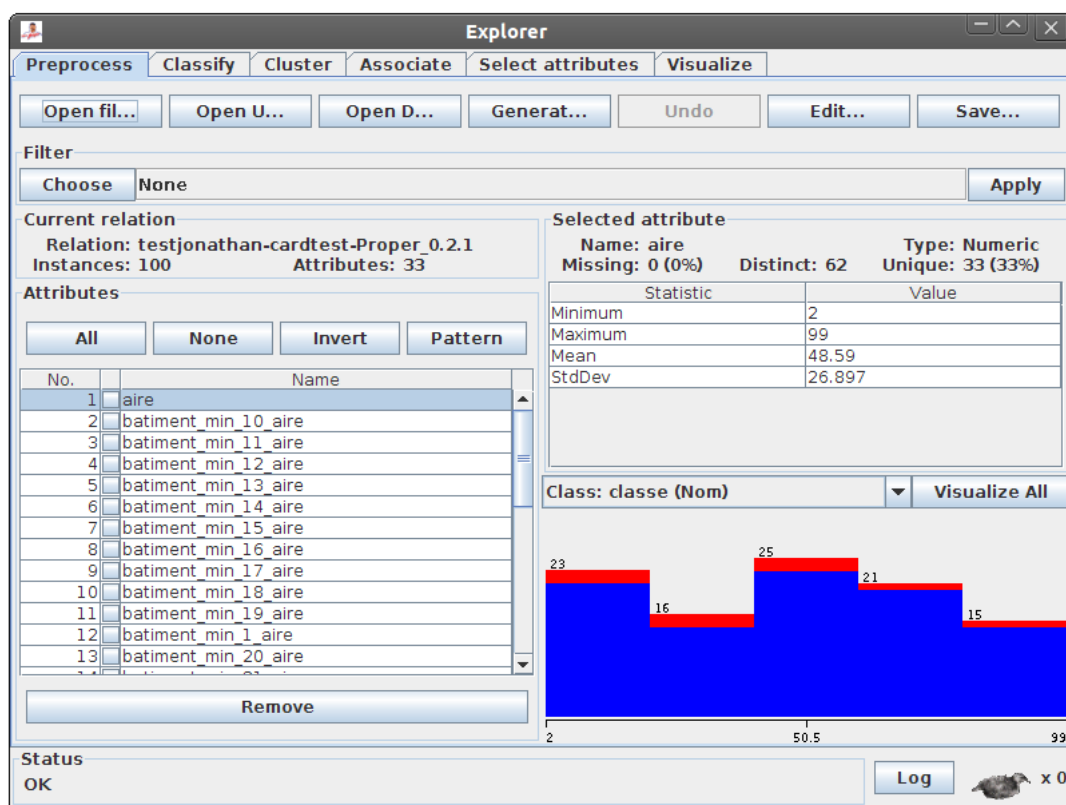 Explorer
Preprocess Classify Cluster Associate Select attributes Visualize
Open fil... Open U... Open D... Generat... Undo Edit... Save...
Filter
Choose None Apply
Current relation
Relation: testjonathan-cardtest-Proper_0.2.1
Instances: 100 Attributes: 33
Attributes
All None Invert Pattern
No. Name
1 aire
2 batiment_min_10_aire
3 batiment_min_11_aire
4 batiment_min_12_aire
5 batiment_min_13_aire
6 batiment_min_14_aire
7 batiment_min_15_aire
8 batiment_min_16_aire
9 batiment_min_17_aire
10 batiment_min_18_aire
11 batiment_min_19_aire
12 batiment_min_1_aire
13 batiment_min_20_aire
Remove
Selected attribute
Name: aire Type: Numeric
Missing: 0 (0%) Distinct: 62 Unique: 33 (33%)
Statistic Value
Minimum 2
Maximum 99
Mean 48.59
StdDev 26.897
Class: classe (Nom) Visualize All
23 16 25 21 15
2 50.5 99
Status
OK
Log x 0